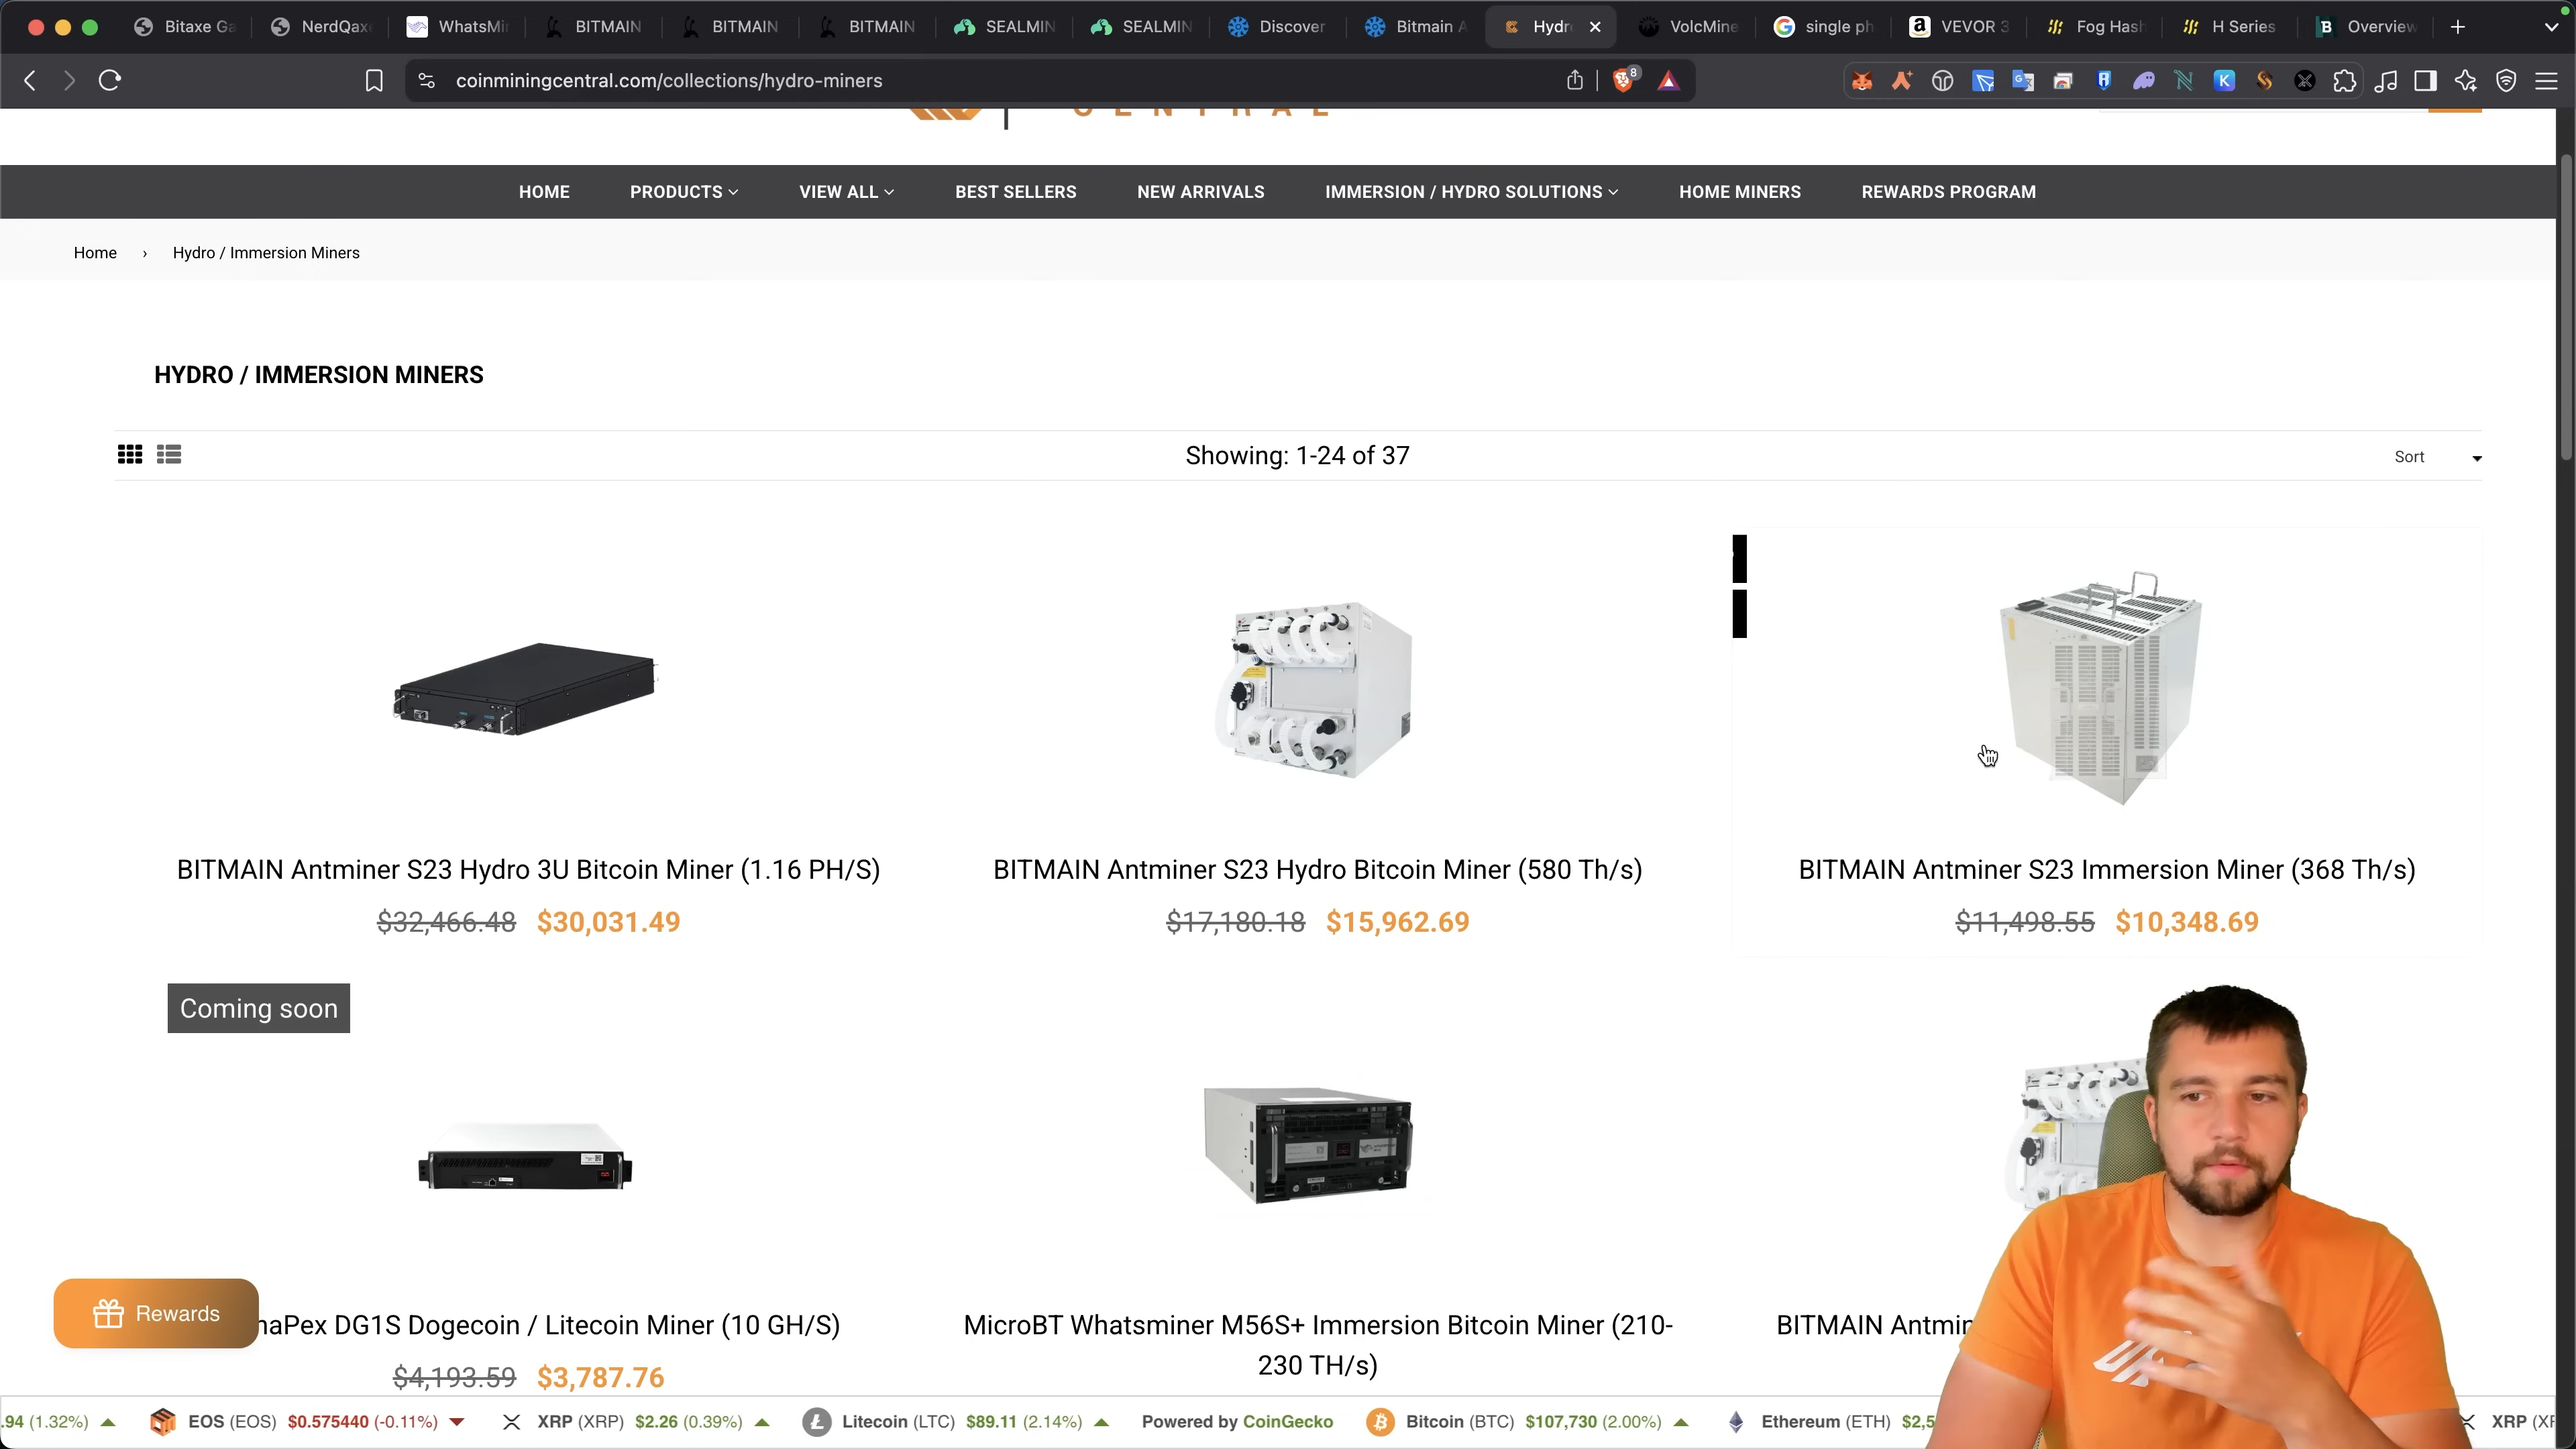 Bitaxe Ga
NerdQax
WhatsMi
BITMAIN
BITMAIN
BITMAIN
SEALMIN
SEALMIN
Discover
Bitmain A
Hydr
VolcMine
single ph
VEVOR 3
Fog Hash
H Series
Overview
coinminingcentral.com/collections/hydro-miners
8
CENTRAL
HOME
PRODUCTS
VIEW ALL
BEST SELLERS
NEW ARRIVALS
IMMERSION / HYDRO SOLUTIONS
HOME MINERS
REWARDS PROGRAM
Home › Hydro / Immersion Miners
HYDRO / IMMERSION MINERS
Showing: 1-24 of 37
Sort
BITMAIN Antminer S23 Hydro 3U Bitcoin Miner (1.16 PH/S)
$32,466.48 $30,031.49
BITMAIN Antminer S23 Hydro Bitcoin Miner (580 Th/s)
$17,180.18 $15,962.69
BITMAIN Antminer S23 Immersion Miner (368 Th/s)
$11,498.55 $10,348.69
Coming soon
Rewards
haPex DG1S Dogecoin / Litecoin Miner (10 GH/S)
$4,193.59 $3,787.76
MicroBT Whatsminer M56S+ Immersion Bitcoin Miner (210-
230 TH/s)
BITMAIN Antmin
.94 (1.32%)
EOS (EOS) $0.575440 (-0.11%)
XRP (XRP) $2.26 (0.39%)
Litecoin (LTC) $89.11 (2.14%)
Powered by CoinGecko
Bitcoin (BTC) $107,730 (2.00%)
Ethereum (ETH) $2,5
XRP (XR